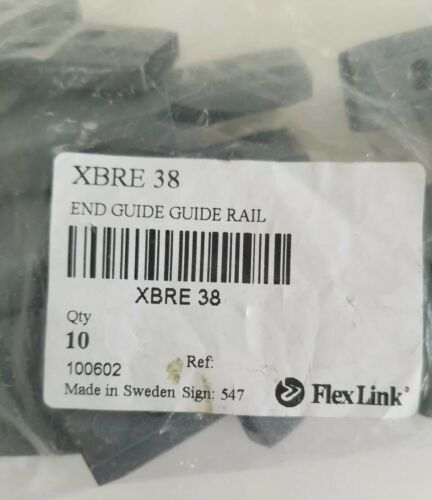 XBRE 38
END GUIDE GUIDE RAIL
XBRE 38
Qty
10
100602 Ref:
Made in Sweden Sign: 547 FlexLink®